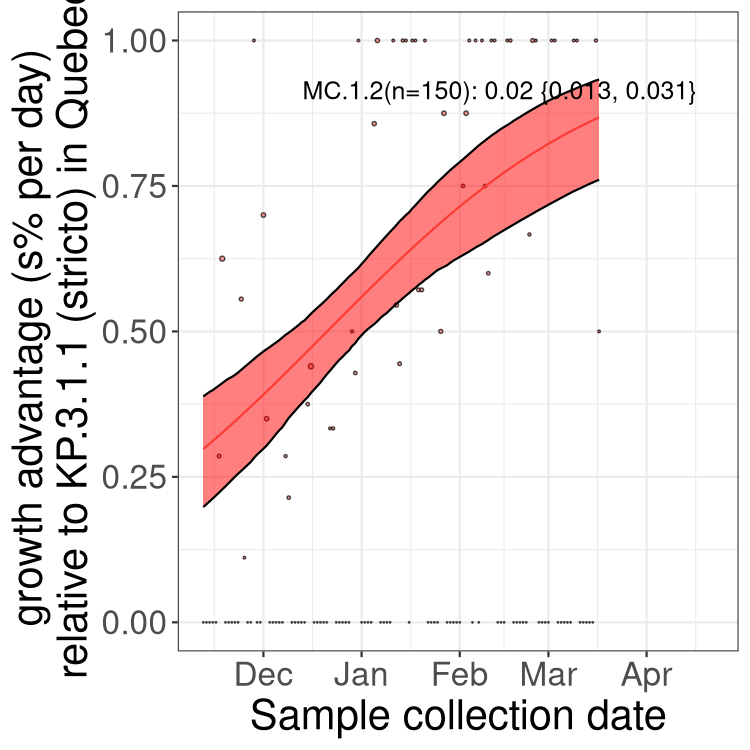 growth advantage (s% per day)
relative to KP.3.1.1 (stricto) in Quebec
1.00
0.75
0.50
0.25
0.00
MC.1.2(n=150): 0.02 {0.013, 0.031}
Dec Jan Feb Mar Apr
Sample collection date